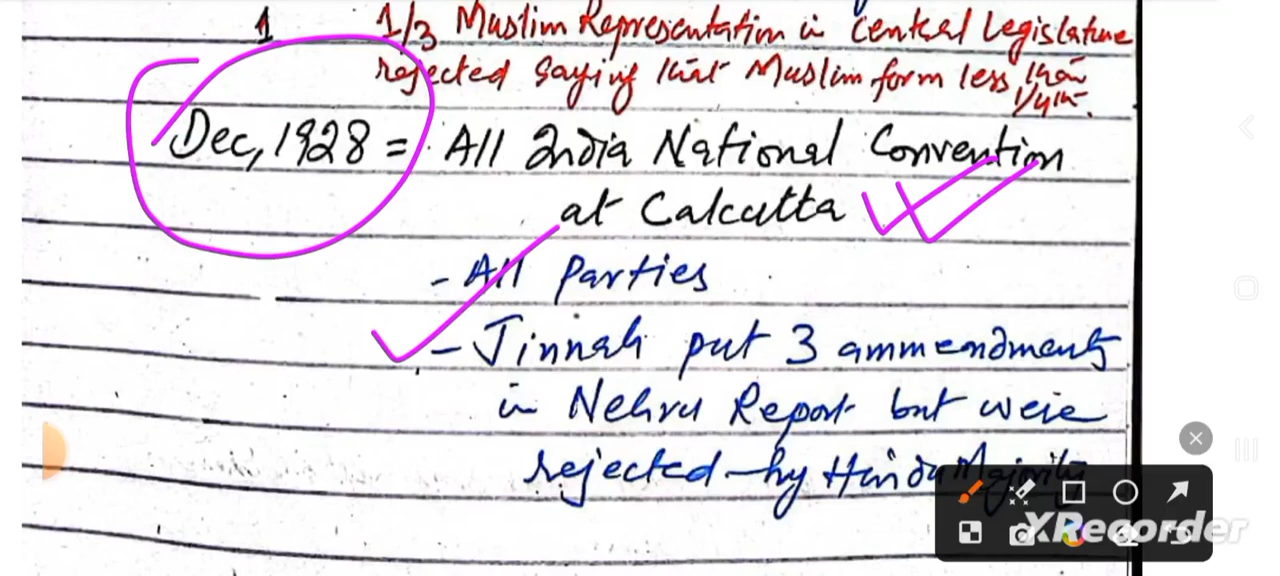 1 1/3 Muslim Representation in Central Legislature
rejected saying that Muslim form less than
1/4th.
Dec, 1928 = All India National Convention
at Calcutta
- All Parties
- Jinnah put 3 ammendments
in Nehru Report but were
rejected by Hindu Majority
XRecorder